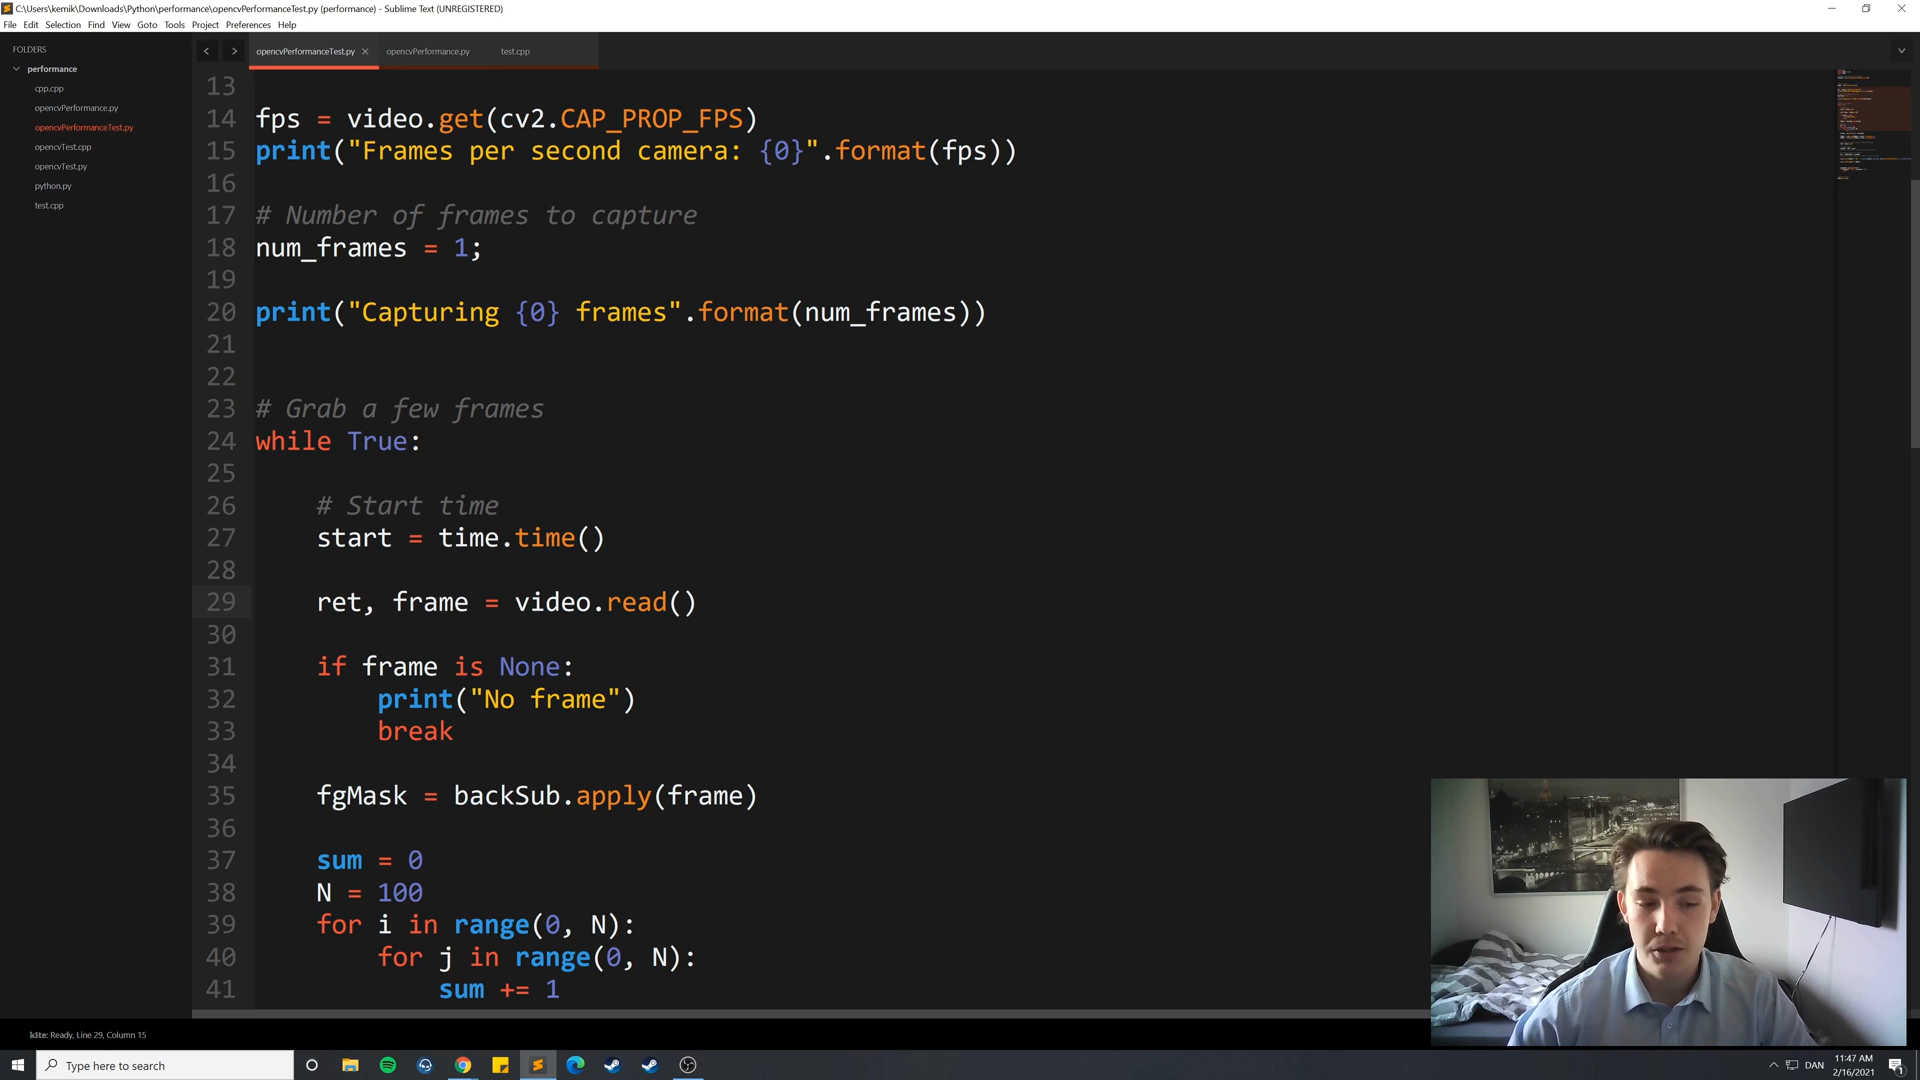 C:\Users\kemik\Downloads\Python\performance\opencvPerformanceTest.py (performance) - Sublime Text (UNREGISTERED)
File Edit Selection Find View Goto Tools Project Preferences Help
FOLDERS
performance
cpp.cpp
opencvPerformance.py
opencvPerformanceTest.py
opencvTest.cpp
opencvTest.py
python.py
test.cpp
opencvPerformanceTest.py opencvPerformance.py test.cpp
13
14 fps = video.get(cv2.CAP_PROP_FPS)
15 print("Frames per second camera: {0}".format(fps))
16
17 # Number of frames to capture
18 num_frames = 1;
19
20 print("Capturing {0} frames".format(num_frames))
21
22
23 # Grab a few frames
24 while True:
25
26 # Start time
27 start = time.time()
28
29 ret, frame = video.read()
30
31 if frame is None:
32 print("No frame")
33 break
34
35 fgMask = backSub.apply(frame)
36
37 sum = 0
38 N = 100
39 for i in range(0, N):
40 for j in range(0, N):
41 sum += 1
Ready, Line 29, Column 15
Type here to search
DAN
11:47 AM
2/16/2021